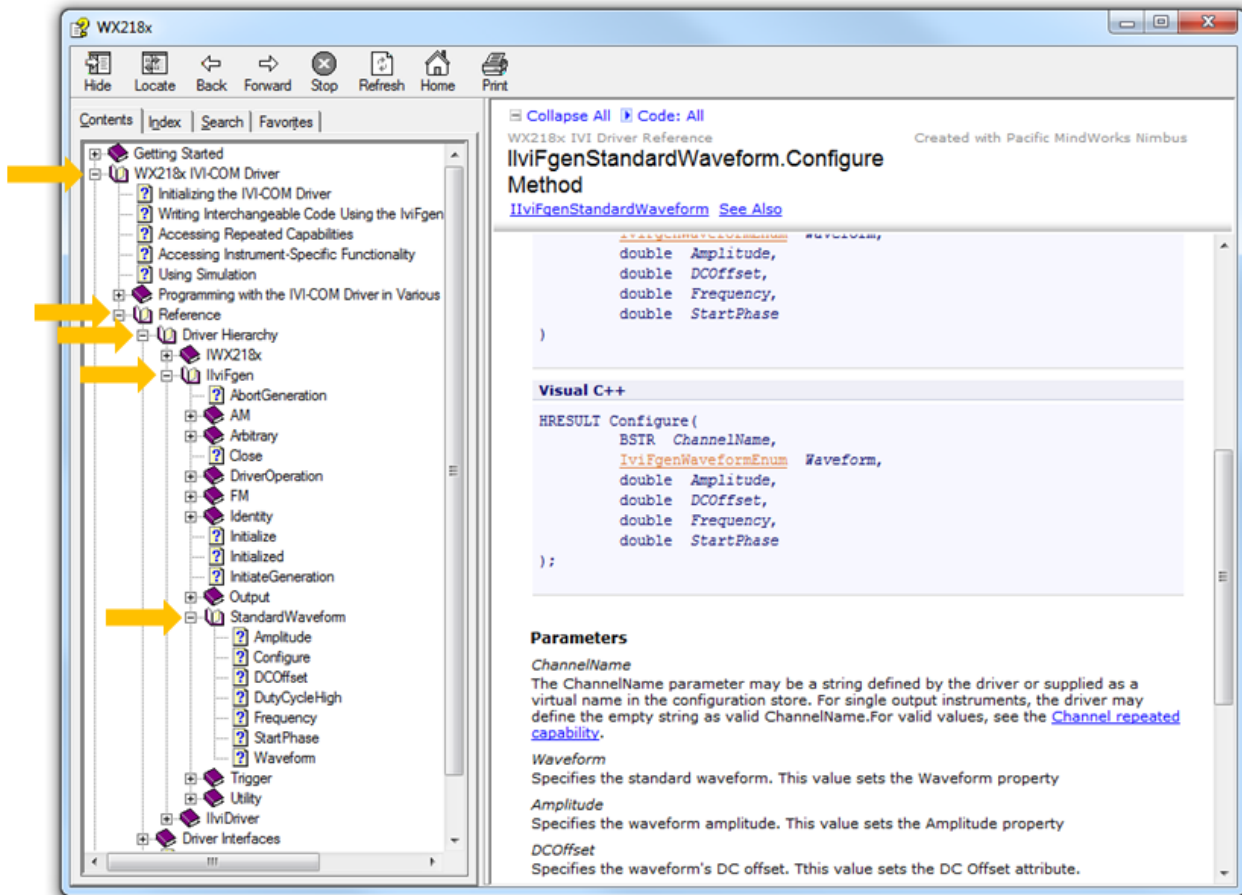 WX218x
Hide Locate Back Forward Stop Refresh Home Print
Contents Index Search Favorites
Getting Started
WX218x IVI-COM Driver
Initializing the IVI-COM Driver
Writing Interchangeable Code Using the IviFgen
Accessing Repeated Capabilities
Accessing Instrument-Specific Functionality
Using Simulation
Programming with the IVI-COM Driver in Various
Reference
Driver Hierarchy
IWX218x
IIviFgen
AbortGeneration
AM
Arbitrary
Close
DriverOperation
FM
Identity
Initialize
Initialized
InitiateGeneration
Output
StandardWaveform
Amplitude
Configure
DCOffset
DutyCycleHigh
Frequency
StartPhase
Waveform
Trigger
Utility
IIviDriver
Driver Interfaces
Collapse All Code: All
WX218x IVI Driver Reference Created with Pacific MindWorks Nimbus
IIviFgenStandardWaveform.Configure
Method
IIviFgenStandardWaveform See Also
IviFgenWaveformEnum Waveform,
double Amplitude,
double DCOffset,
double Frequency,
double StartPhase
)
Visual C++
HRESULT Configure(
BSTR ChannelName,
IviFgenWaveformEnum Waveform,
double Amplitude,
double DCOffset,
double Frequency,
double StartPhase
);
Parameters
ChannelName
The ChannelName parameter may be a string defined by the driver or supplied as a
virtual name in the configuration store. For single output instruments, the driver may
define the empty string as valid ChannelName.For valid values, see the Channel repeated
capability.
Waveform
Specifies the standard waveform. This value sets the Waveform property
Amplitude
Specifies the waveform amplitude. This value sets the Amplitude property
DCOffset
Specifies the waveform's DC offset. Tthis value sets the DC Offset attribute.